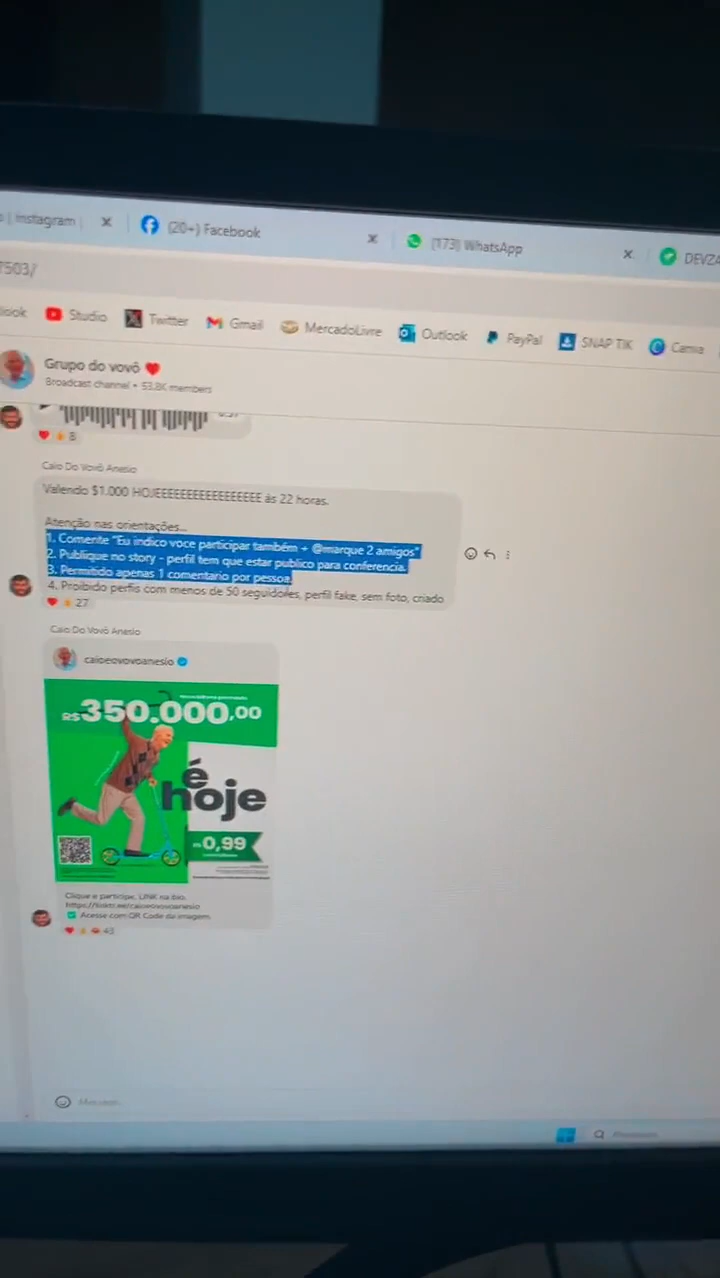 Instagram
(20+) Facebook
(173) WhatsApp
DEVZA
7503/
look
Studio
Twitter
Gmail
MercadoLivre
Outlook
PayPal
SNAP TIK
Canva
Grupo do vovô ❤️
Broadcast channel • 53.8K members
8
Caio Do Vovô Anesio
Valendo $1.000 HOJEEEEEEEEEEEEEEEEE às 22 horas.
Atenção nas orientações...
1. Comente "Eu indico voce participar também + @marque 2 amigos"
2. Publique no story - perfil tem que estar publico para conferencia.
3. Permitido apenas 1 comentario por pessoa.
4. Proibido perfis com menos de 50 seguidores, perfil fake, sem foto, criado
27
Caio Do Vovô Anesio
caioeovovoanesio
R$350.000,00
é
hoje
R$0,99
Clique e participe, LINK na bio.
https://linktr.ee/caioeovovoanesio
✅ Acesse com QR Code da imagem.
43